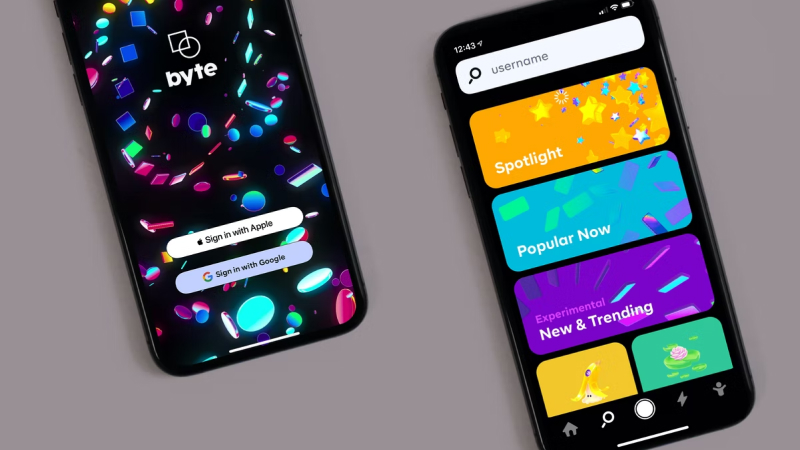 byte
Sign in with Apple
Sign in with Google
12:43
username
Spotlight
Popular Now
Experimental
New & Trending